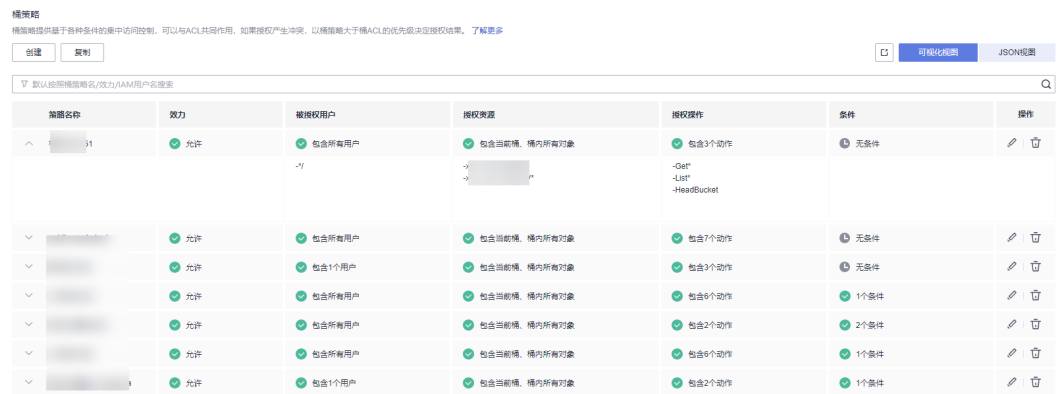 桶策略
桶策略提供基于各种条件的集中访问控制，可以与ACL共同作用，如果授权产生冲突，以桶策略大于桶ACL的优先级决定授权结果。 了解更多
创建 复制 可视化视图 JSON视图
默认按照桶策略名/效力/IAM用户名搜索
策略名称 效力 被授权用户 授权资源 授权操作 条件 操作
51 允许 包含所有用户 包含当前桶、桶内所有对象 包含3个动作 无条件
-*/ -Get*
/* -List*
-HeadBucket
允许 包含所有用户 包含当前桶、桶内所有对象 包含7个动作 无条件
允许 包含1个用户 包含当前桶、桶内所有对象 包含3个动作 无条件
允许 包含所有用户 包含当前桶、桶内所有对象 包含6个动作 1个条件
允许 包含所有用户 包含当前桶、桶内所有对象 包含2个动作 2个条件
允许 包含所有用户 包含当前桶、桶内所有对象 包含6个动作 1个条件
允许 包含1个用户 包含当前桶、桶内所有对象 包含2个动作 1个条件